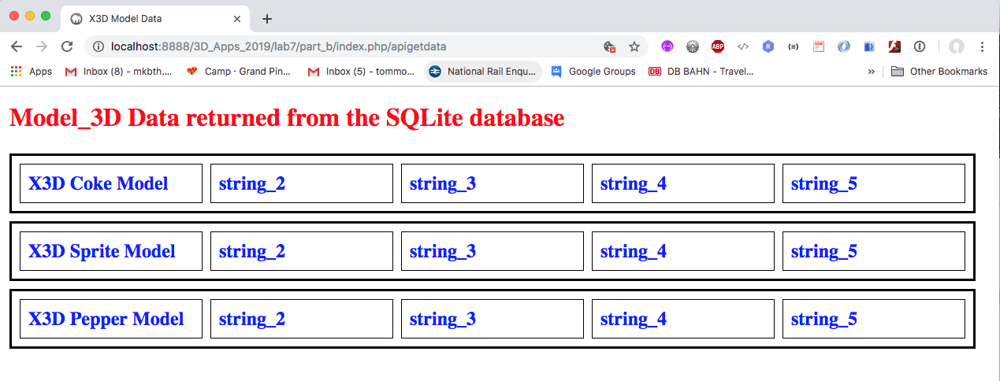 X3D Model Data
localhost:8888/3D_Apps_2019/lab7/part_b/index.php/apigetdata
ABP
Apps Inbox (8) - mkbth.... Camp · Grand Pin... Inbox (5) - tommo... National Rail Enqu... Google Groups DB DB BAHN - Travel... » Other Bookmarks
Model_3D Data returned from the SQLite database
X3D Coke Model string_2 string_3 string_4 string_5
X3D Sprite Model string_2 string_3 string_4 string_5
X3D Pepper Model string_2 string_3 string_4 string_5